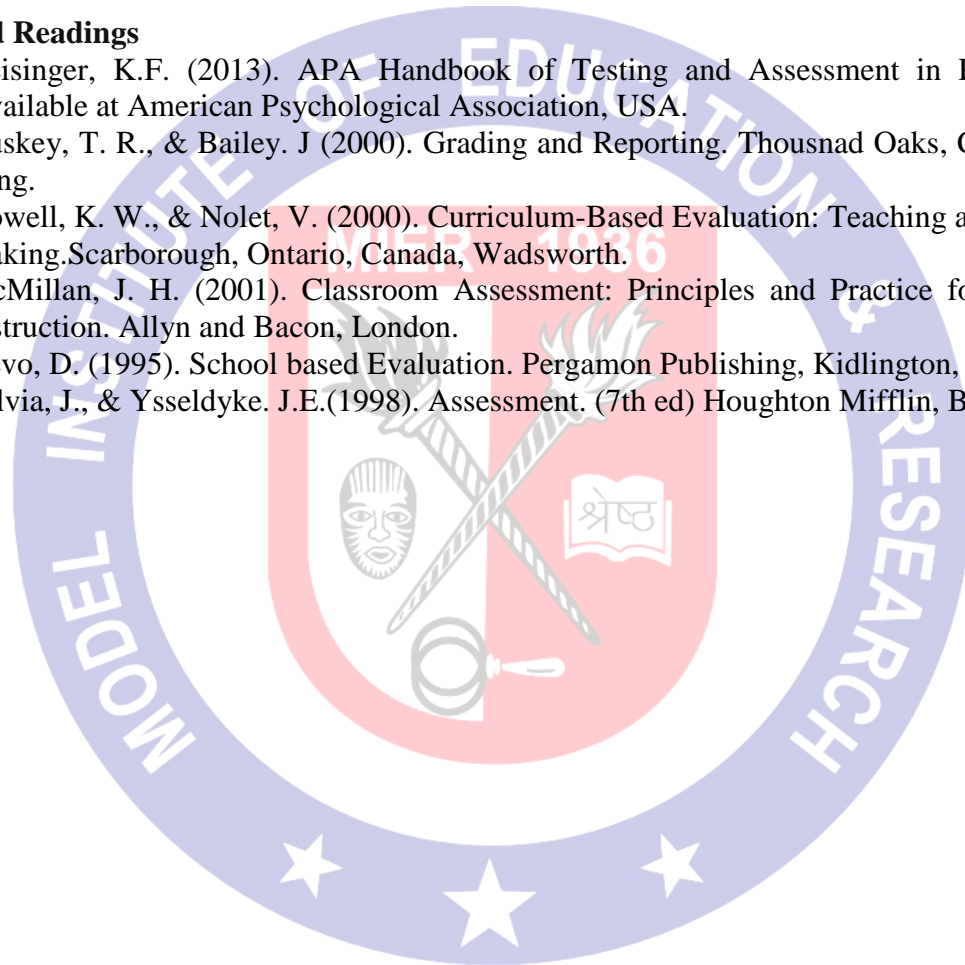 d Readings
isinger, K.F. (2013). APA Handbook of Testing and Assessment in
vailable at American Psychological Association, USA.
uskey, T. R., & Bailey. J (2000). Grading and Reporting. Thousnad Oaks, C
ng.
owell, K. W., & Nolet, V. (2000). Curriculum-Based Evaluation: Teaching a
aking.Scarborough, Ontario, Canada, Wadsworth.
cMillan, J. H. (2001). Classroom Assessment: Principles and Practice fo
struction. Allyn and Bacon, London.
evo, D. (1995). School based Evaluation. Pergamon Publishing, Kidlington,
lvia, J., & Ysseldyke. J.E.(1998). Assessment. (7th ed) Houghton Mifflin, B
MODEL INSTITUTE OF EDUCATION & RESEARCH
MIER 1936
श्रेष्ठ